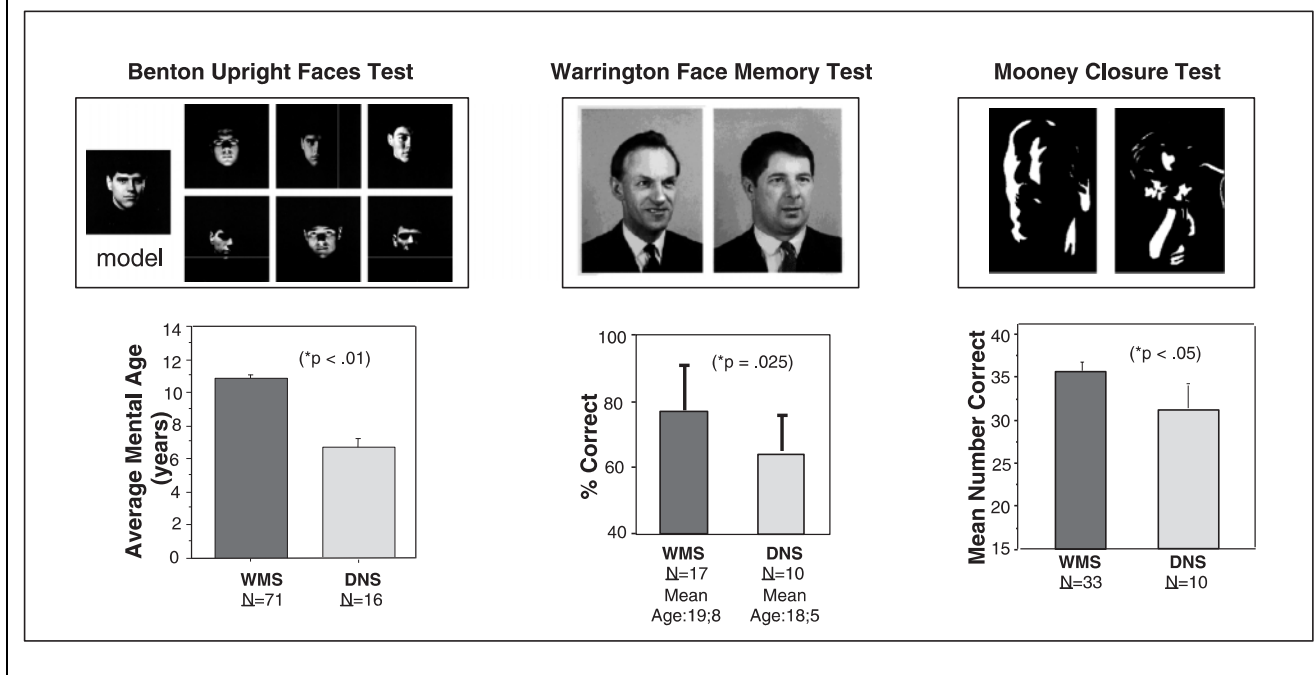 Benton Upright Faces Test
model
Average Mental Age
(years)
14
12
10
8
6
4
2
0
(*p < .01)
WMS
N=71
DNS
N=16
Warrington Face Memory Test
% Correct
100
80
60
40
(*p = .025)
WMS
N=17
Mean
Age:19;8
DNS
N=10
Mean
Age:18;5
Mooney Closure Test
Mean Number Correct
40
35
30
25
20
15
(*p < .05)
WMS
N=33
DNS
N=10